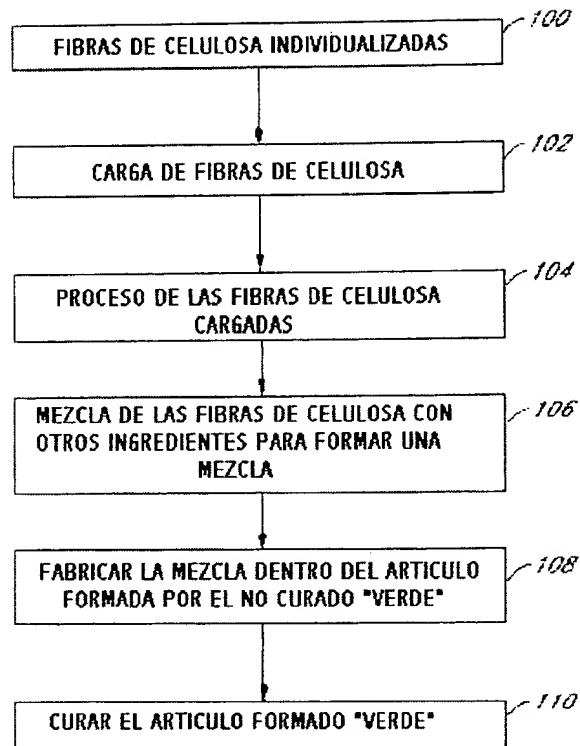 100
FIBRAS DE CELULOSA INDIVIDUALIZADAS
102
CARGA DE FIBRAS DE CELULOSA
104
PROCESO DE LAS FIBRAS DE CELULOSA
CARGADAS
106
MEZCLA DE LAS FIBRAS DE CELULOSA CON
OTROS INGREDIENTES PARA FORMAR UNA
MEZCLA
108
FABRICAR LA MEZCLA DENTRO DEL ARTICULO
FORMADA POR EL NO CURADO "VERDE"
110
CURAR EL ARTICULO FORMADO "VERDE"